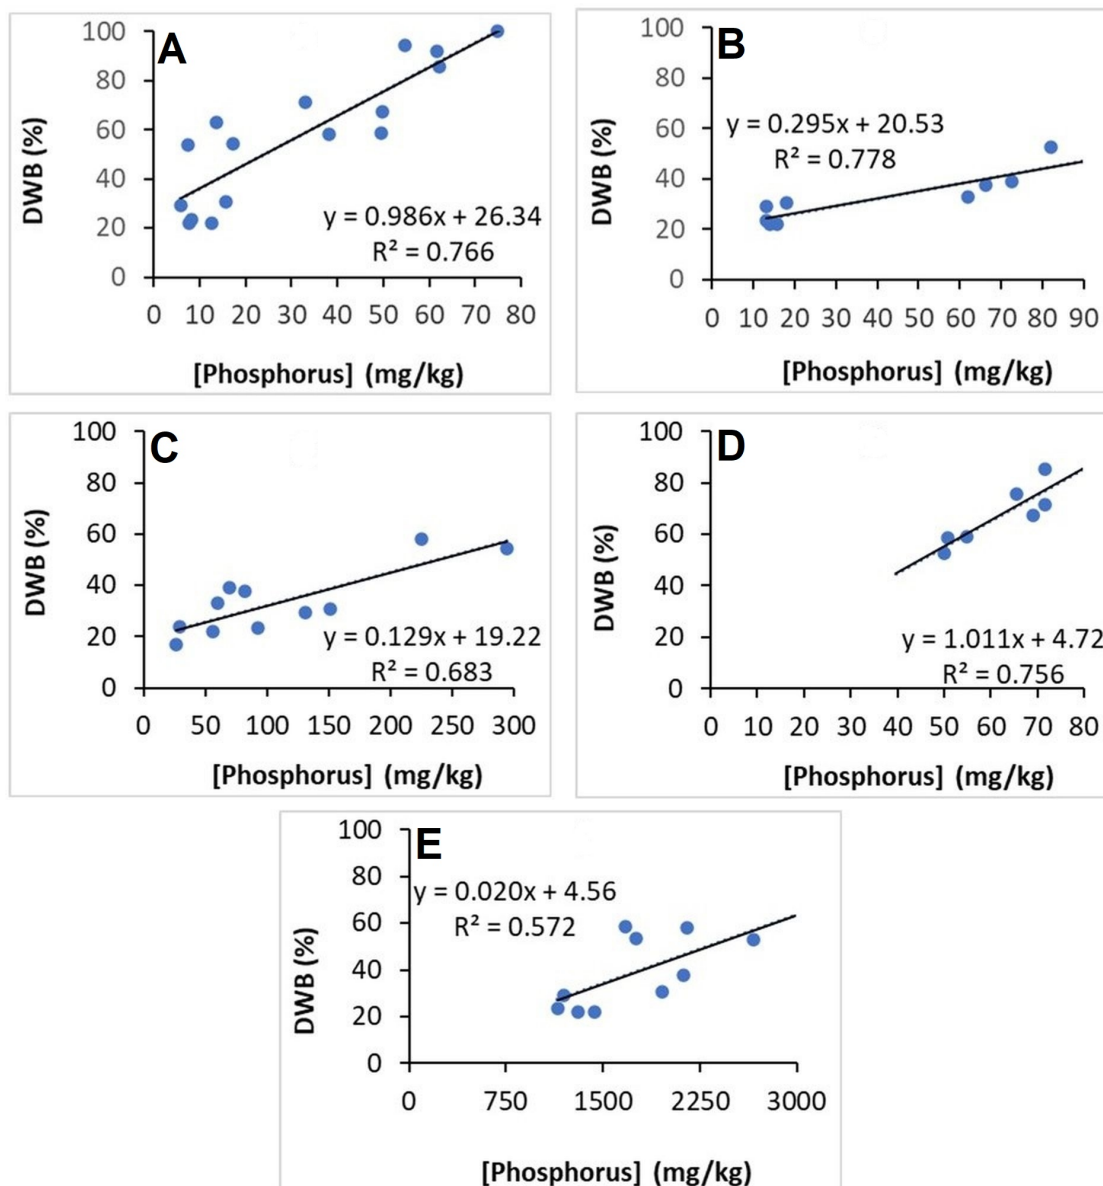 A
100
80
60
40
20
0
DWB (%)
y = 0.986x + 26.34
R² = 0.766
0 10 20 30 40 50 60 70 80
[Phosphorus] (mg/kg)
B
100
80
60
40
20
0
DWB (%)
y = 0.295x + 20.53
R² = 0.778
0 10 20 30 40 50 60 70 80 90
[Phosphorus] (mg/kg)
C
100
80
60
40
20
0
DWB (%)
y = 0.129x + 19.22
R² = 0.683
0 50 100 150 200 250 300
[Phosphorus] (mg/kg)
D
100
80
60
40
20
0
DWB (%)
y = 1.011x + 4.72
R² = 0.756
0 10 20 30 40 50 60 70 80
[Phosphorus] (mg/kg)
E
100
80
60
40
20
0
DWB (%)
y = 0.020x + 4.56
R² = 0.572
0 750 1500 2250 3000
[Phosphorus] (mg/kg)